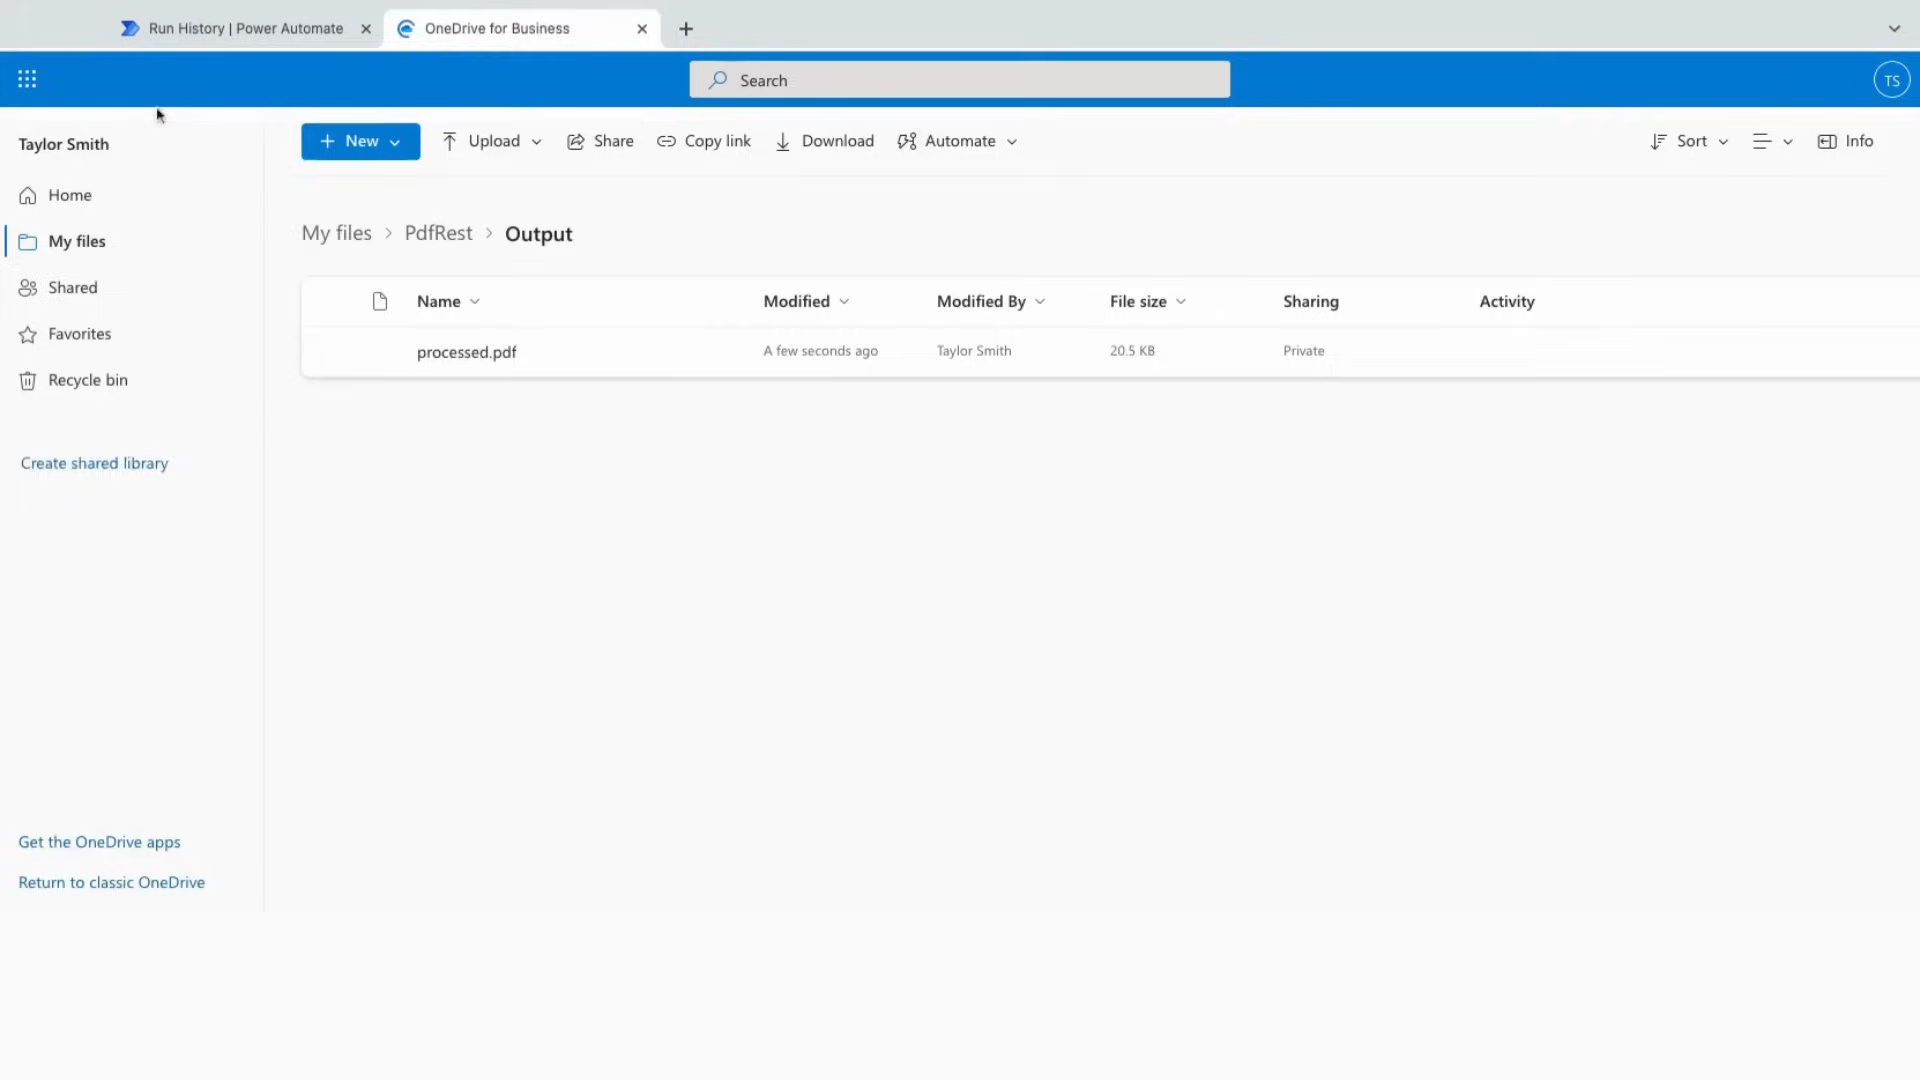 Run History | Power Automate
OneDrive for Business
Search
TS
Taylor Smith
Home
My files
Shared
Favorites
Recycle bin
Create shared library
Get the OneDrive apps
Return to classic OneDrive
New Upload Share Copy link Download Automate Sort Info
My files > PdfRest > Output
Name Modified Modified By File size Sharing Activity
processed.pdf A few seconds ago Taylor Smith 20.5 KB Private